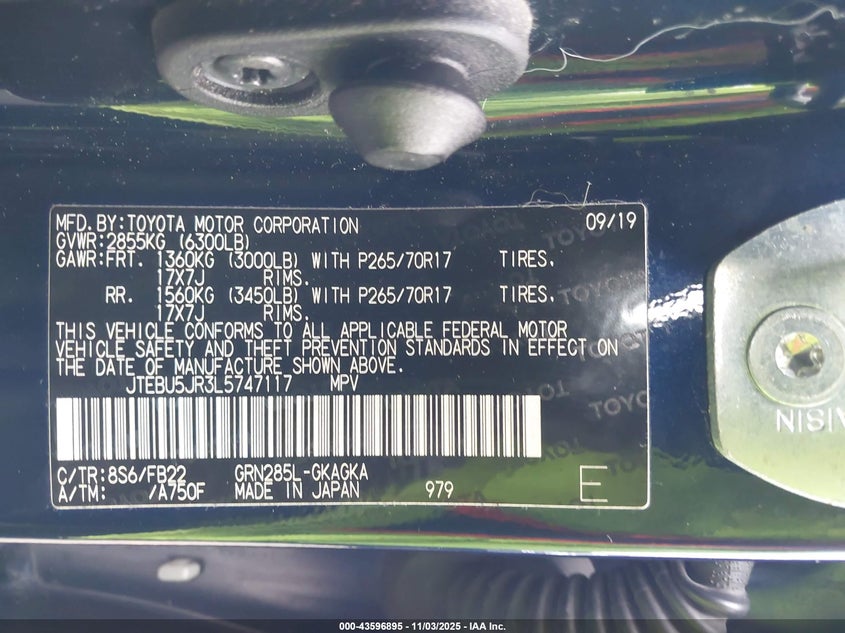 MFD.BY:TOYOTA MOTOR CORPORATION 09/19
GVWR:2855KG (6300LB)
GAWR:FRT. 1360KG (3000LB) WITH P265/70R17 TIRES.
17X7J RIMS.
RR. 1560KG (3450LB) WITH P265/70R17 TIRES.
17X7J RIMS.
THIS VEHICLE CONFORMS TO ALL APPLICABLE FEDERAL MOTOR
VEHICLE SAFETY AND THEFT PREVENTION STANDARDS IN EFFECT ON
THE DATE OF MANUFACTURE SHOWN ABOVE.
JTEBU5JR3L5747117 MPV
C/TR:8S6/FB22 GRN285L-GKAGKA
A/TM: /A750F MADE IN JAPAN 979 E
000-43596895 - 11/03/2025 - IAA Inc.